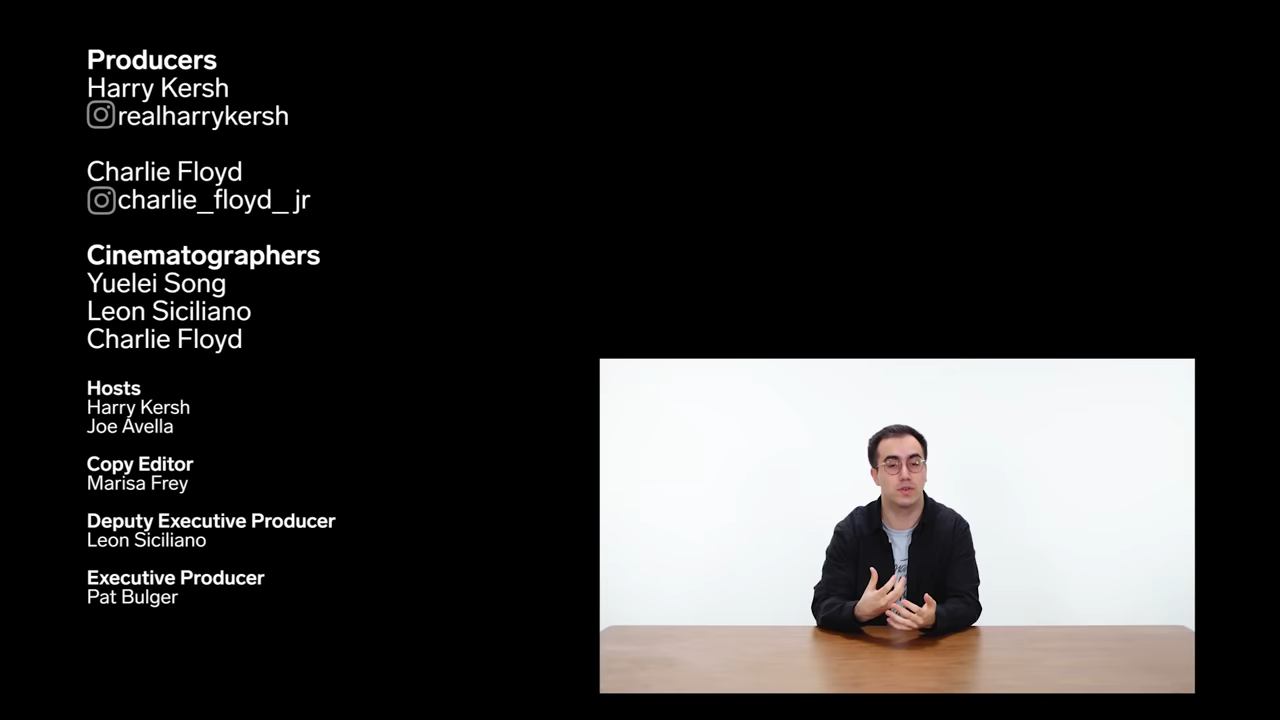 Producers
Harry Kersh
realharrykersh
Charlie Floyd
charlie_floyd_jr
Cinematographers
Yuelei Song
Leon Siciliano
Charlie Floyd
Hosts
Harry Kersh
Joe Avella
Copy Editor
Marisa Frey
Deputy Executive Producer
Leon Siciliano
Executive Producer
Pat Bulger